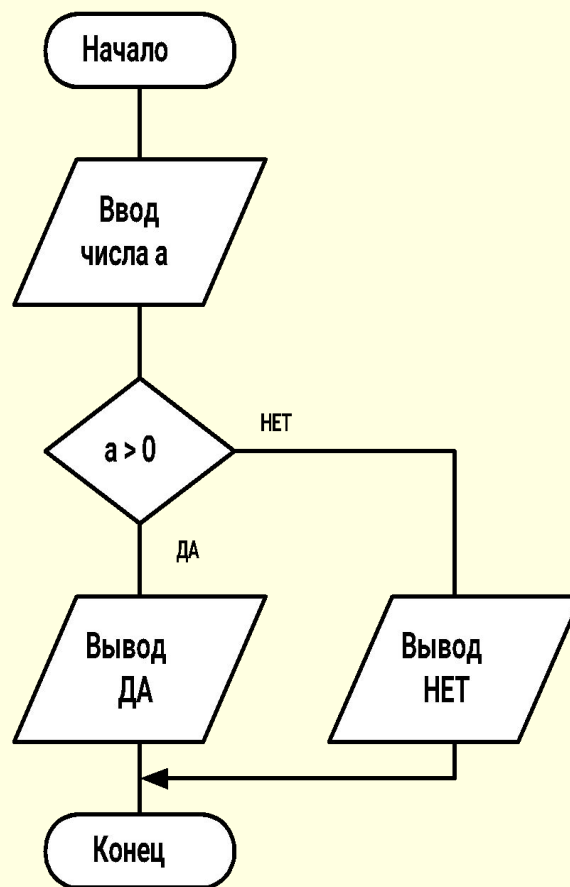 Начало
Ввод
числа a
a > 0
НЕТ
ДА
Вывод
ДА
Вывод
НЕТ
Конец